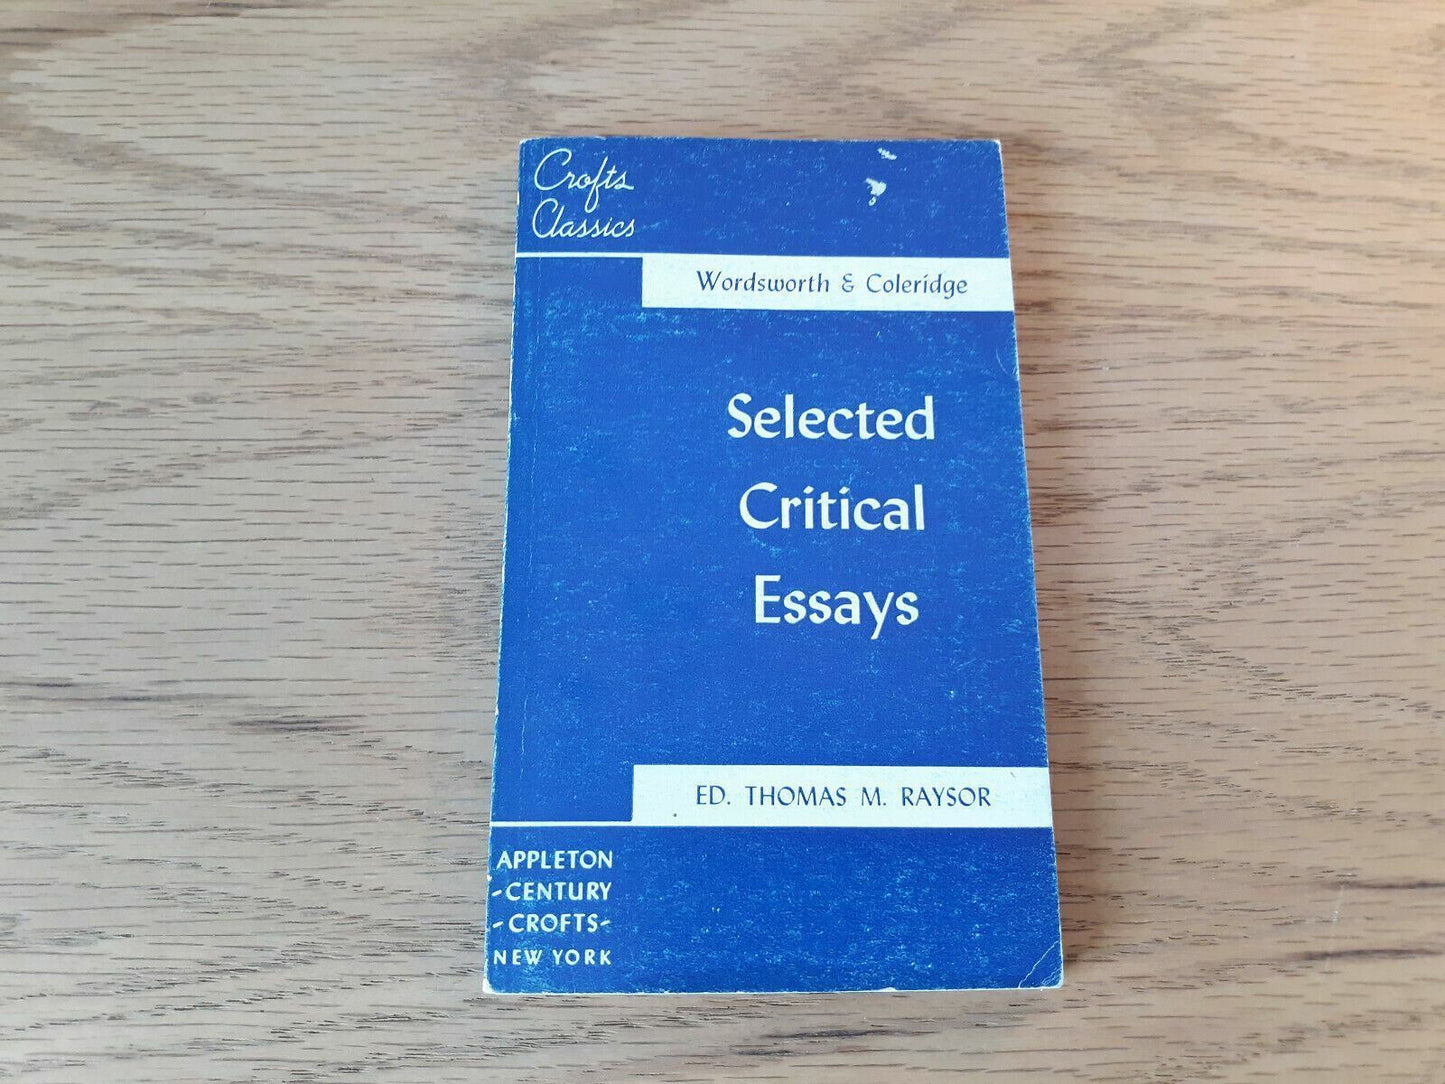 Crofts
Classics
Wordsworth & Coleridge
Selected
Critical
Essays
ED. THOMAS M. RAYSOR
APPLETON
-CENTURY
-CROFTS-
NEW YORK